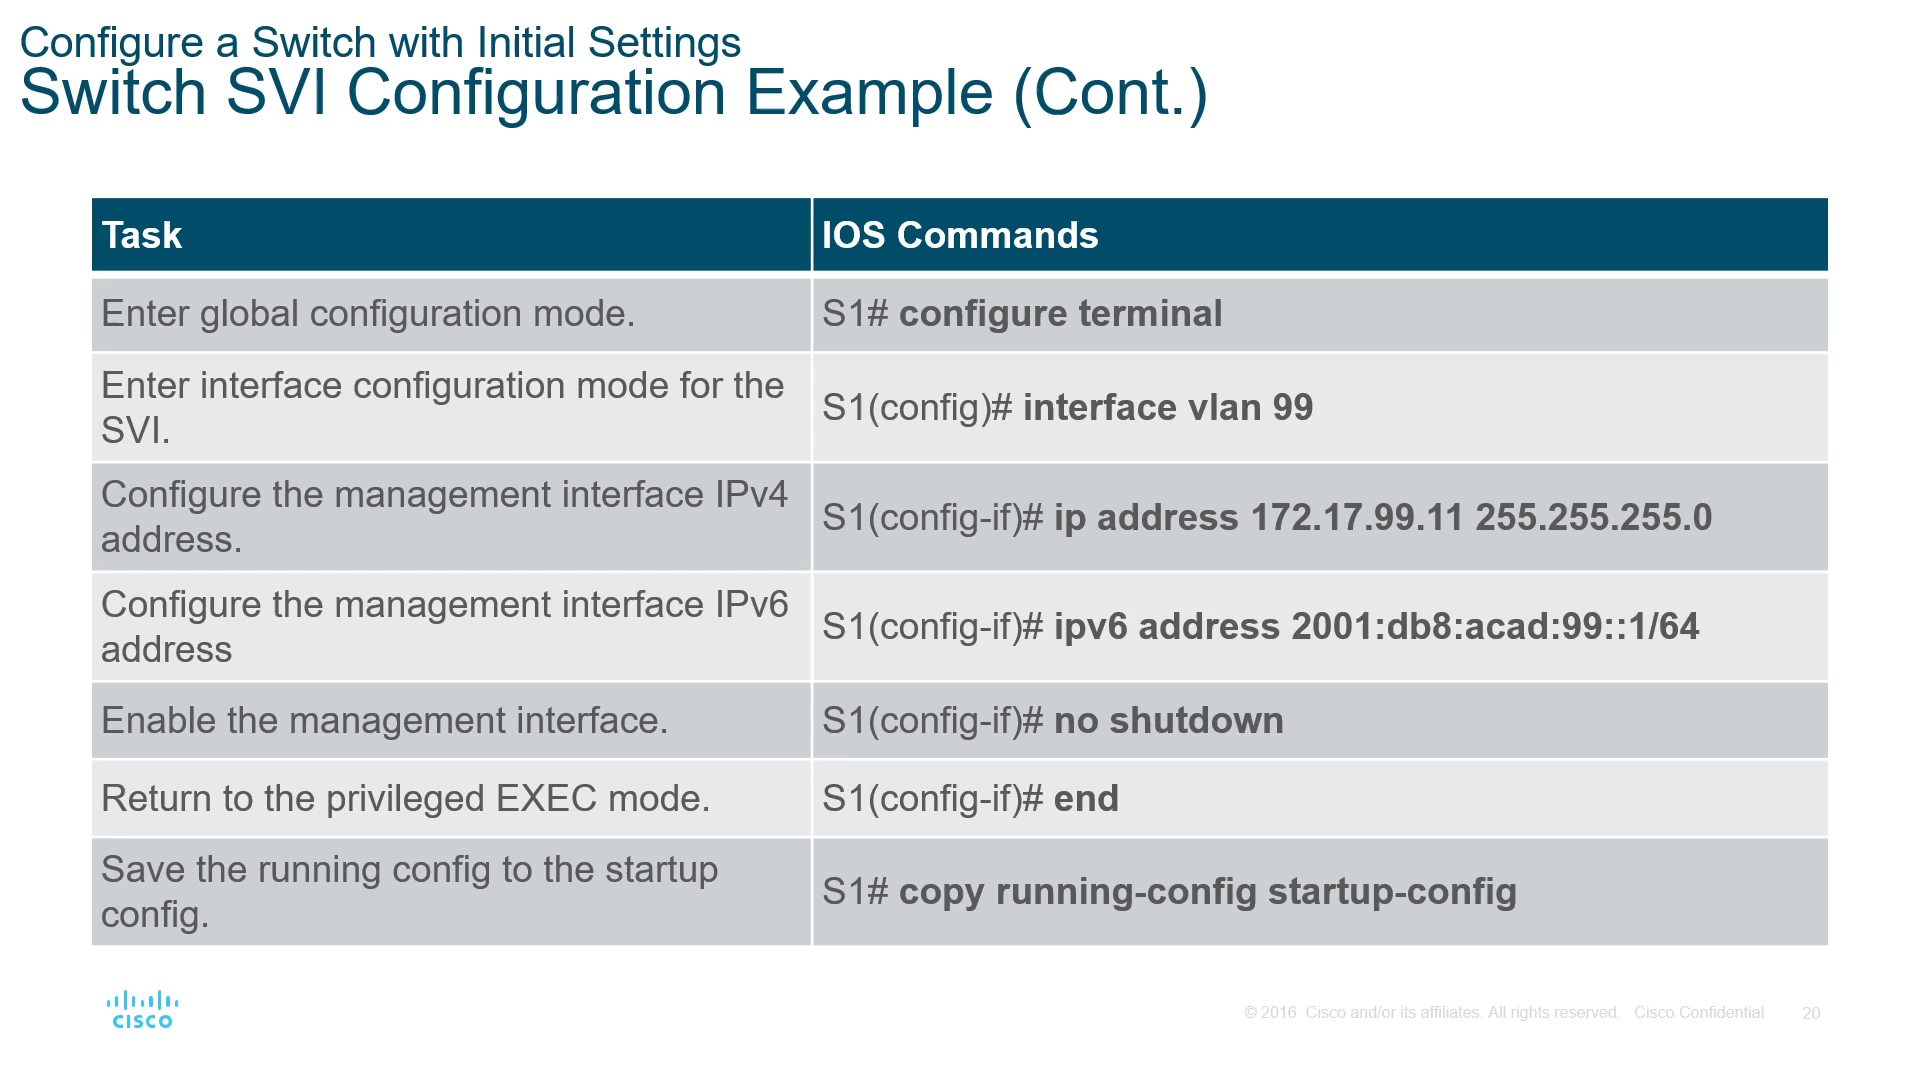 Configure a Switch with Initial Settings
Switch SVI Configuration Example (Cont.)
Task
IOS Commands
Enter global configuration mode.
S1# configure terminal
Enter interface configuration mode for the
SVI.
S1(config)# interface vlan 99
Configure the management interface IPv4
address.
S1(config-if)# ip address 172.17.99.11 255.255.255.0
Configure the management interface IPv6
address
S1(config-if)# ipv6 address 2001:db8:acad:99::1/64
Enable the management interface.
S1(config-if)# no shutdown
Return to the privileged EXEC mode.
S1(config-if)# end
Save the running config to the startup
config.
S1# copy running-config startup-config
CISCO
© 2016 Cisco and/or its affiliates. All rights reserved. Cisco Confidential 20